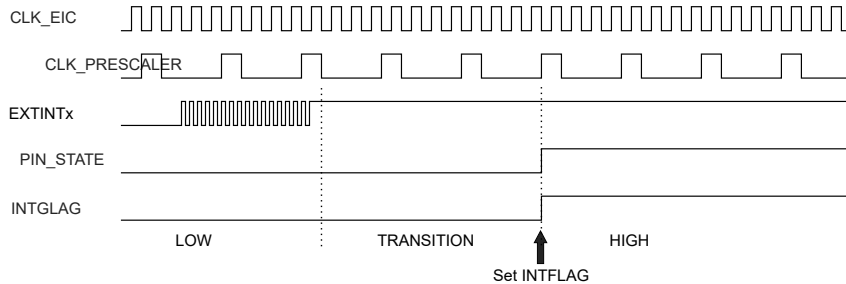 CLK_EIC
CLK_PRESCALER
EXTINTx
PIN_STATE
INTGLAG
LOW TRANSITION HIGH
Set INTFLAG